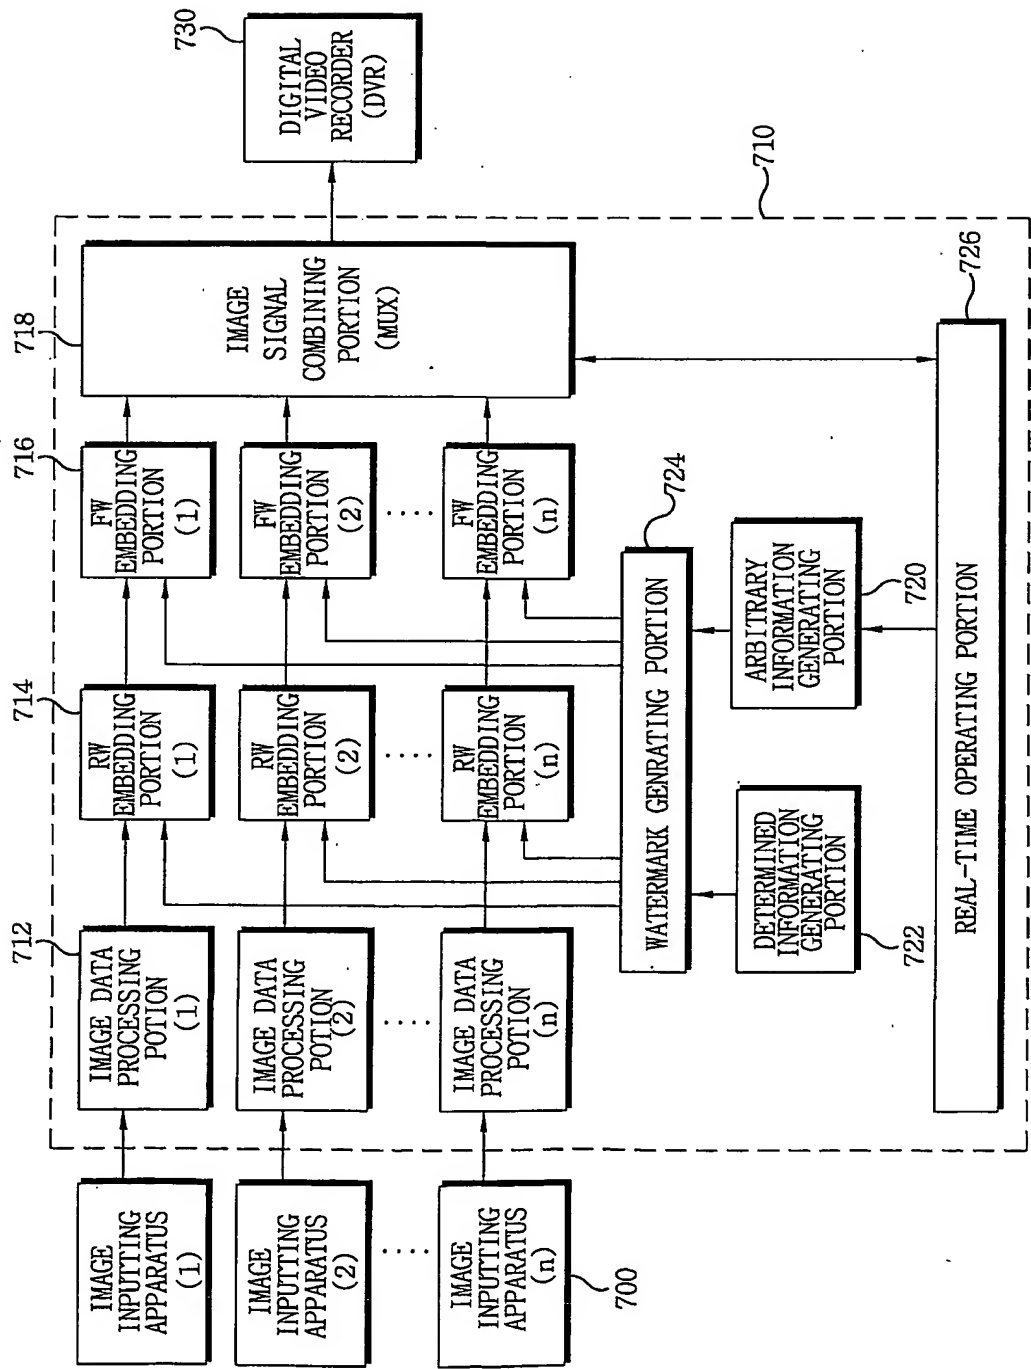 IMAGE
INPUTTING
APPARATUS
(1)
IMAGE
INPUTTING
APPARATUS
(2)
....
IMAGE
INPUTTING
APPARATUS
(n)
700
712
IMAGE DATA
PROCESSING
POTION
(1)
IMAGE DATA
PROCESSING
POTION
(2)
....
IMAGE DATA
PROCESSING
POTION
(n)
714
RW
EMBEDDING
PORTION
(1)
RW
EMBEDDING
PORTION
(2)
....
RW
EMBEDDING
PORTION
(n)
716
FW
EMBEDDING
PORTION
(1)
FW
EMBEDDING
PORTION
(2)
....
FW
EMBEDDING
PORTION
(n)
718
IMAGE
SIGNAL
COMBINING
PORTION
(MUX)
730
DIGITAL
VIDEO
RECORDER
(DVR)
710
WATERMARK GENRATING PORTION
724
DETERMINED
INFORMATION
GENERATING
PORTION
722
ARBITRARY
INFORMATION
GENERATING
PORTION
720
REAL-TIME OPERATING PORTION
726